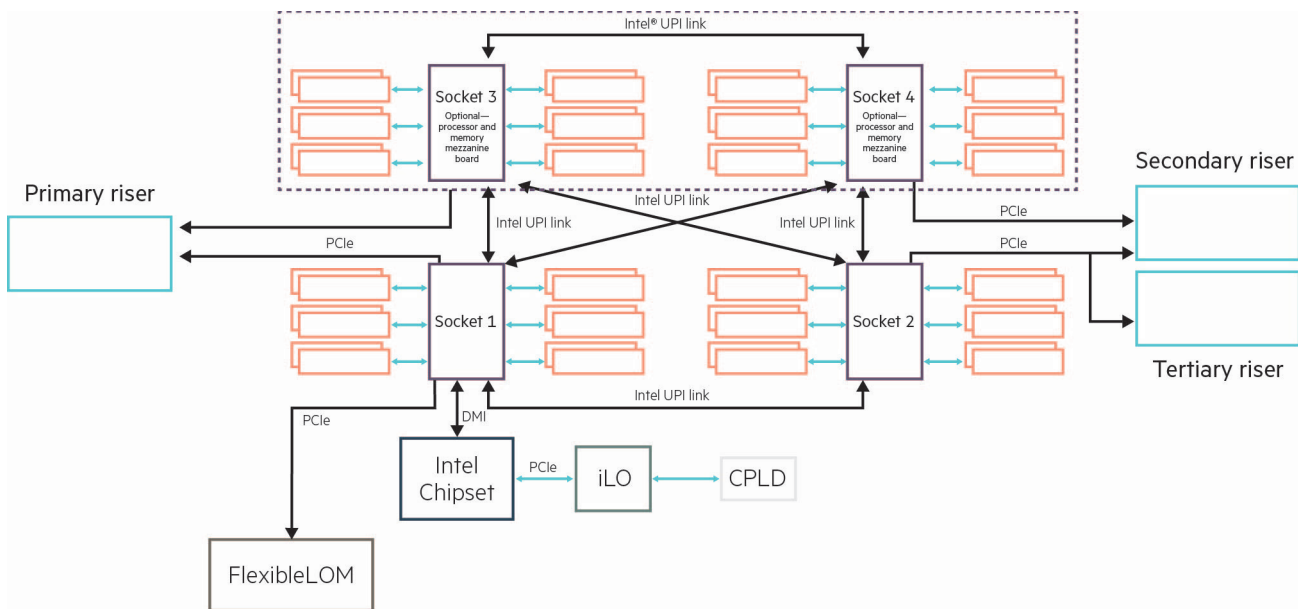 Intel® UPI link
Socket 3
Optional—
processor and
memory
mezzanine
board
Socket 4
Optional—
processor and
memory
mezzanine
board
Primary riser
Secondary riser
Intel UPI link
Intel UPI link
Intel UPI link
PCIe
PCIe
PCIe
Socket 1
Socket 2
Tertiary riser
Intel UPI link
PCIe
DMI
Intel
Chipset
PCIe
iLO
CPLD
FlexibleLOM